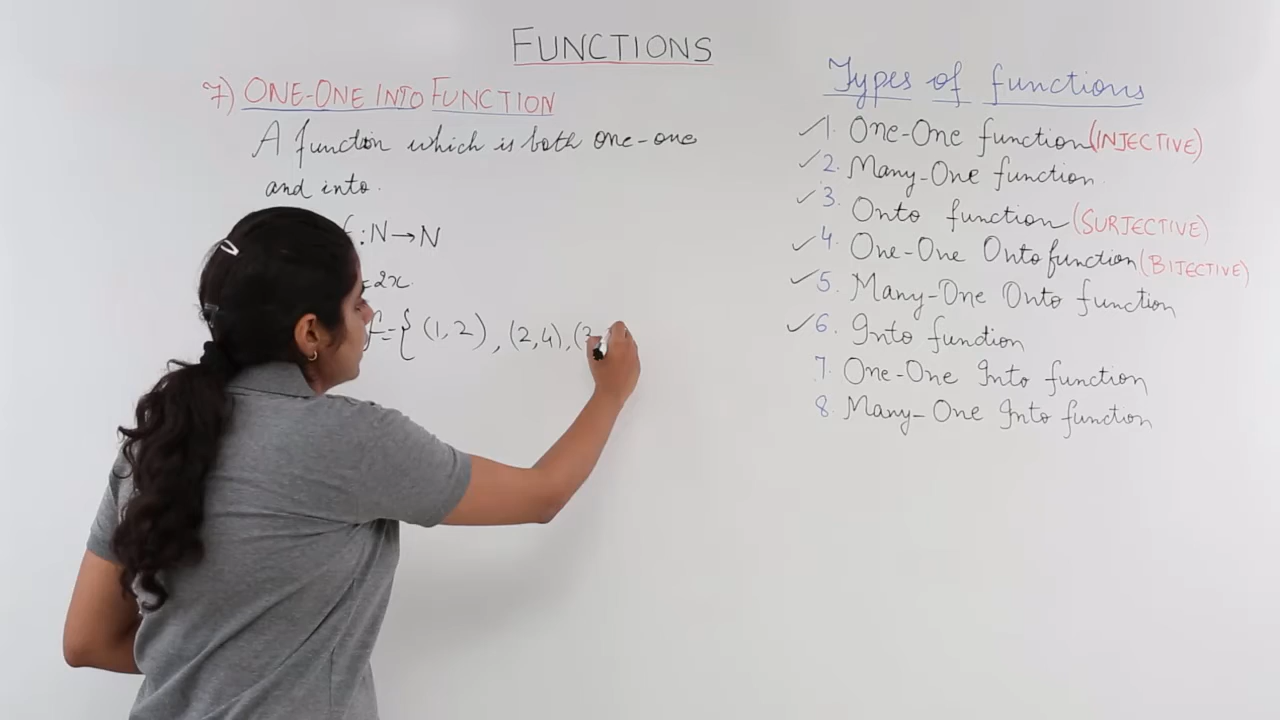 FUNCTIONS
7) ONE-ONE INTO FUNCTION
A function which is both one-one
and into.
f:N→N
=2x.
f={(1,2),(2,4),(3
Types of functions
✓1. One-One function(INJECTIVE)
✓2. Many-One function.
✓3. Onto function(SURJECTIVE)
✓4. One-One Onto function(BIJECTIVE)
✓5. Many-One Onto function
✓6. Into function
7. One-One Into function
8. Many-One Into function